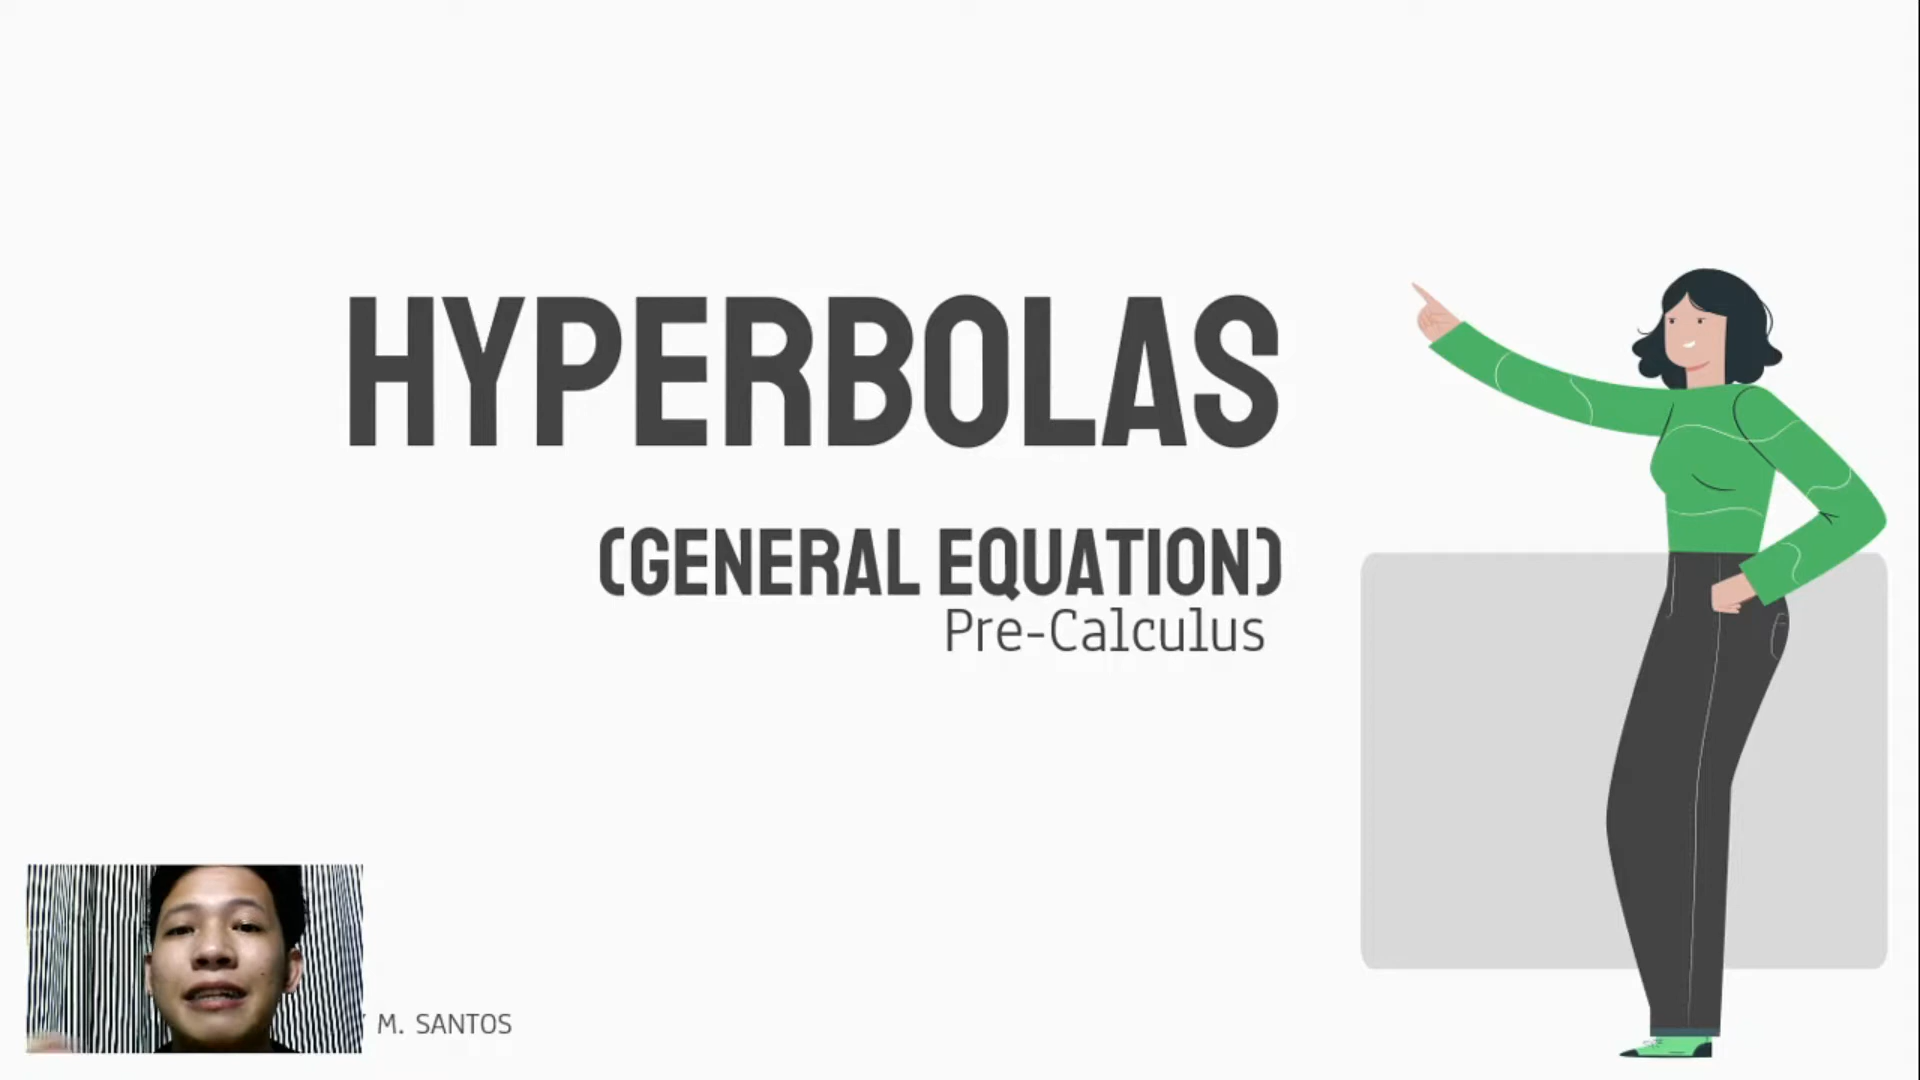 HYPERBOLAS
(GENERAL EQUATION)
Pre-Calculus
M. SANTOS